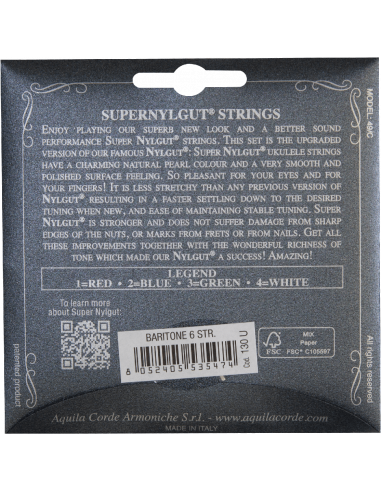 SUPERNYLGUT® STRINGS
ENJOY PLAYING OUR SUPERB NEW LOOK AND A BETTER SOUND
PERFORMANCE SUPER NYLGUT® STRINGS. THIS SET IS THE UPGRADED
VERSION OF OUR FAMOUS NYLGUT®: SUPER NYLGUT® UKULELE STRINGS
HAVE A CHARMING NATURAL PEARL COLOUR AND A VERY SMOOTH AND
POLISHED SURFACE FEELING. SO PLEASANT FOR YOUR EYES AND FOR
YOUR FINGERS! IT IS LESS STRETCHY THAN ANY PREVIOUS VERSION OF
NYLGUT® RESULTING IN A FASTER SETTLING DOWN TO THE DESIRED
TUNING WHEN NEW, AND EASE OF MAINTAINING STABLE TUNING. SUPER
NYLGUT® IS STRONGER AND DOES NOT SUFFER DAMAGE FROM SHARP
EDGES OF THE NUTS, OR MARKS FROM FRETS OR FROM NAILS. GET ALL
THESE IMPROVEMENTS TOGETHER WITH THE WONDERFUL RICHNESS OF
TONE WHICH MADE OUR NYLGUT® A SUCCESS! AMAZING!
LEGEND
1=RED • 2=BLUE • 3=GREEN • 4=WHITE
To learn more
about Super Nylgut:
BARITONE 6 STR.
8 052405 535474
Cod. 130 U
FSC
MIX
Paper
FSC® C105897
patented product
MODEL: 46C
All rights reserved
Aquila Corde Armoniche S.r.l. - www.aquilacorde.com
MADE IN ITALY